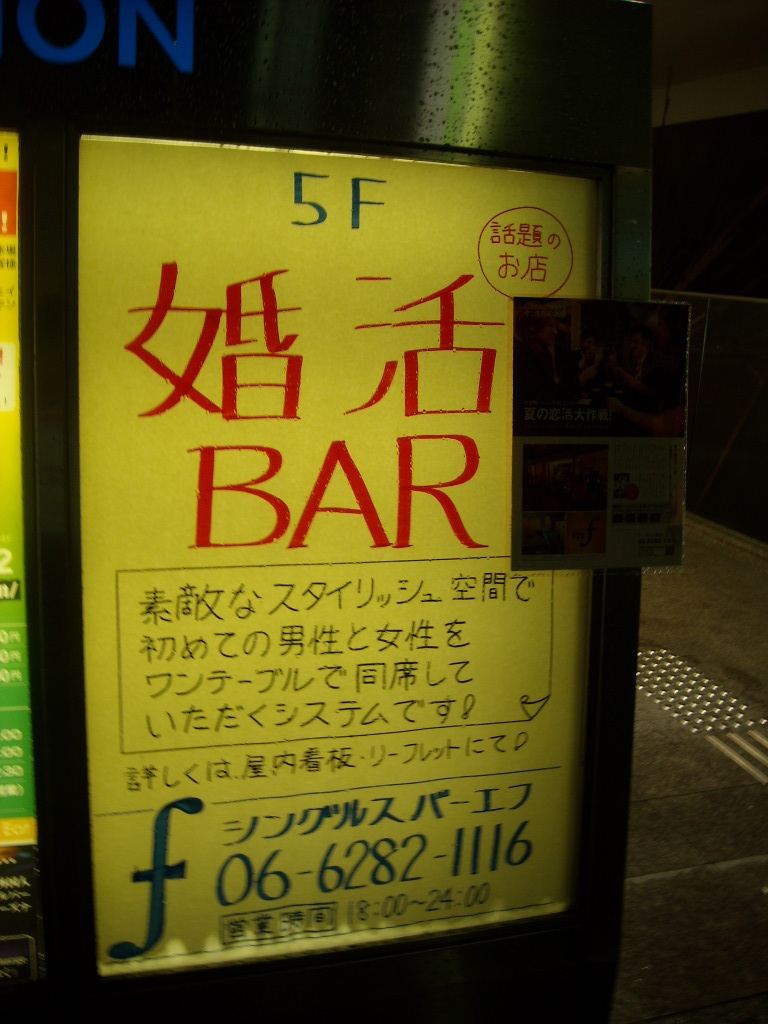 ION
5F
話題の
お店
婚活
BAR
夏の恋活大作戦!
素敵なスタイリッシュ空間で
初めての男性と女性を
ワンテーブルで同席して
いただくシステムです!
詳しくは、屋内看板・リーフレットにて!
f シングルスバーエフ
06-6282-1116
営業時間 18:00~24:00